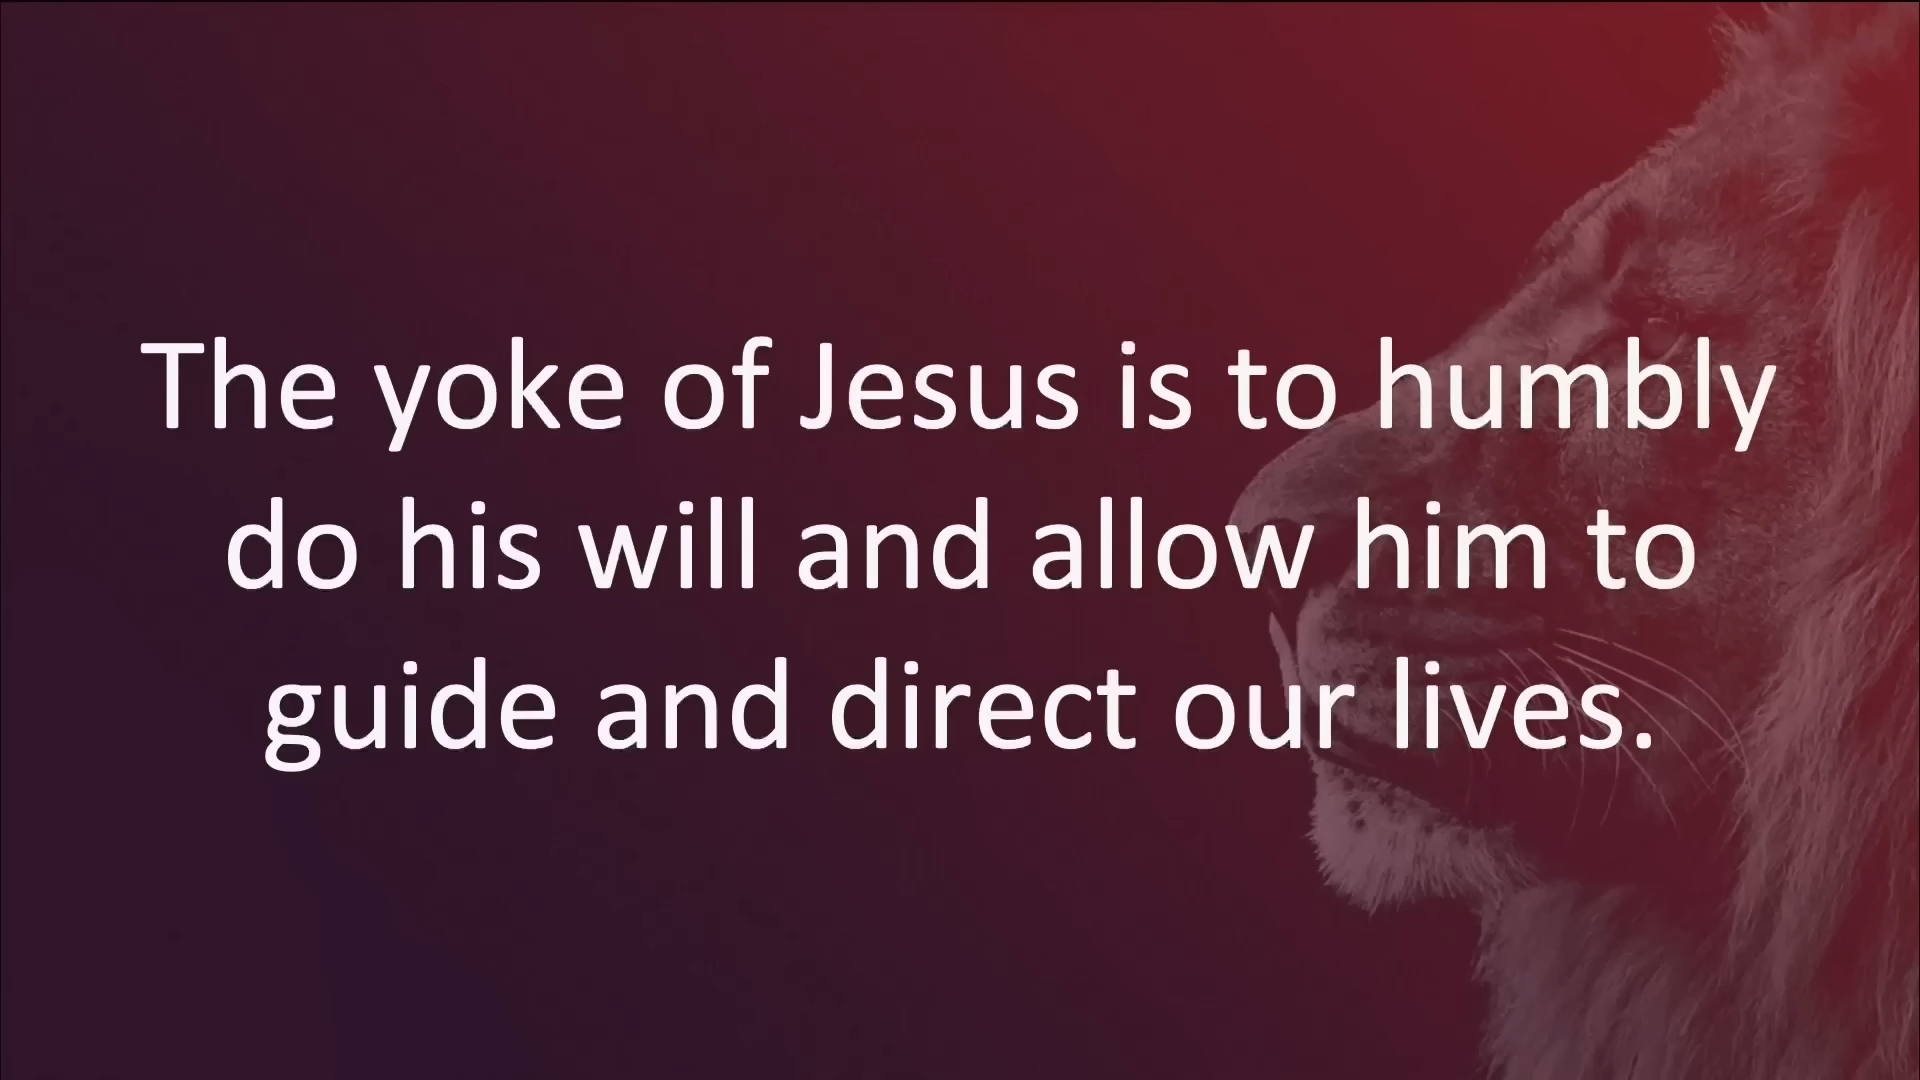 The yoke of Jesus is to humbly
do his will and allow him to
guide and direct our lives.